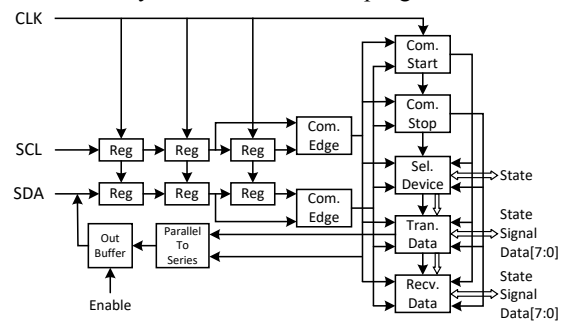 CLK
Com.
Start
Com.
Stop
Com.
Edge
SCL
Reg
Reg
Reg
Sel.
Device
State
SDA
Reg
Reg
Reg
Com.
Edge
Out
Buffer
Parallel
To
Series
Tran.
Data
State
Signal
Data[7:0]
Enable
Recv.
Data
State
Signal
Data[7:0]